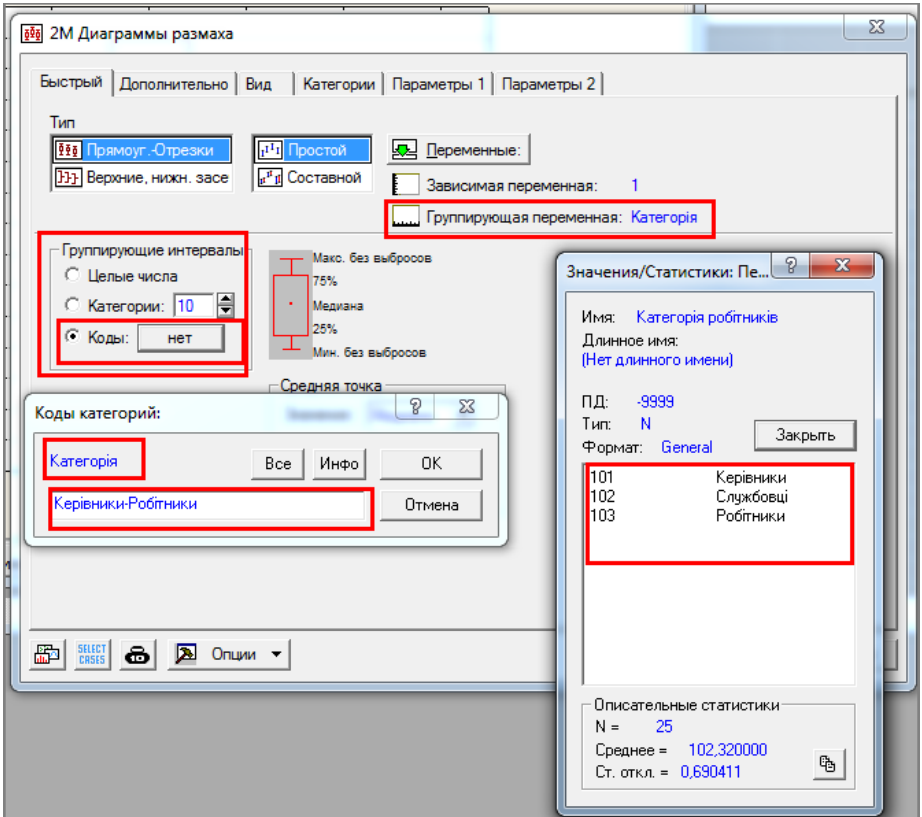 2М Диаграммы размаха
Быстрый Дополнительно Вид Категории Параметры 1 Параметры 2
Тип
Прямоуг.-Отрезки Простой Переменные:
Верхние, нижн. засе Составной Зависимая переменная: 1
Группирующая переменная: Категорія
Группирующие интервалы
Целые числа
Категории: 10
Коды: нет
Макс. без выбросов
75%
Медиана
25%
Мин. без выбросов
Средняя точка
Коды категорий:
Категорія Все Инфо OK
Керівники-Робітники Отмена
SELECT CASES Опции
Значения/Статистики: Пе...
Имя: Категорія робітників
Длинное имя:
(Нет длинного имени)
ПД: -9999
Тип: N
Формат: General Закрыть
101 Керівники
102 Службовці
103 Робітники
Описательные статистики
N = 25
Среднее = 102,320000
Ст. откл. = 0,690411